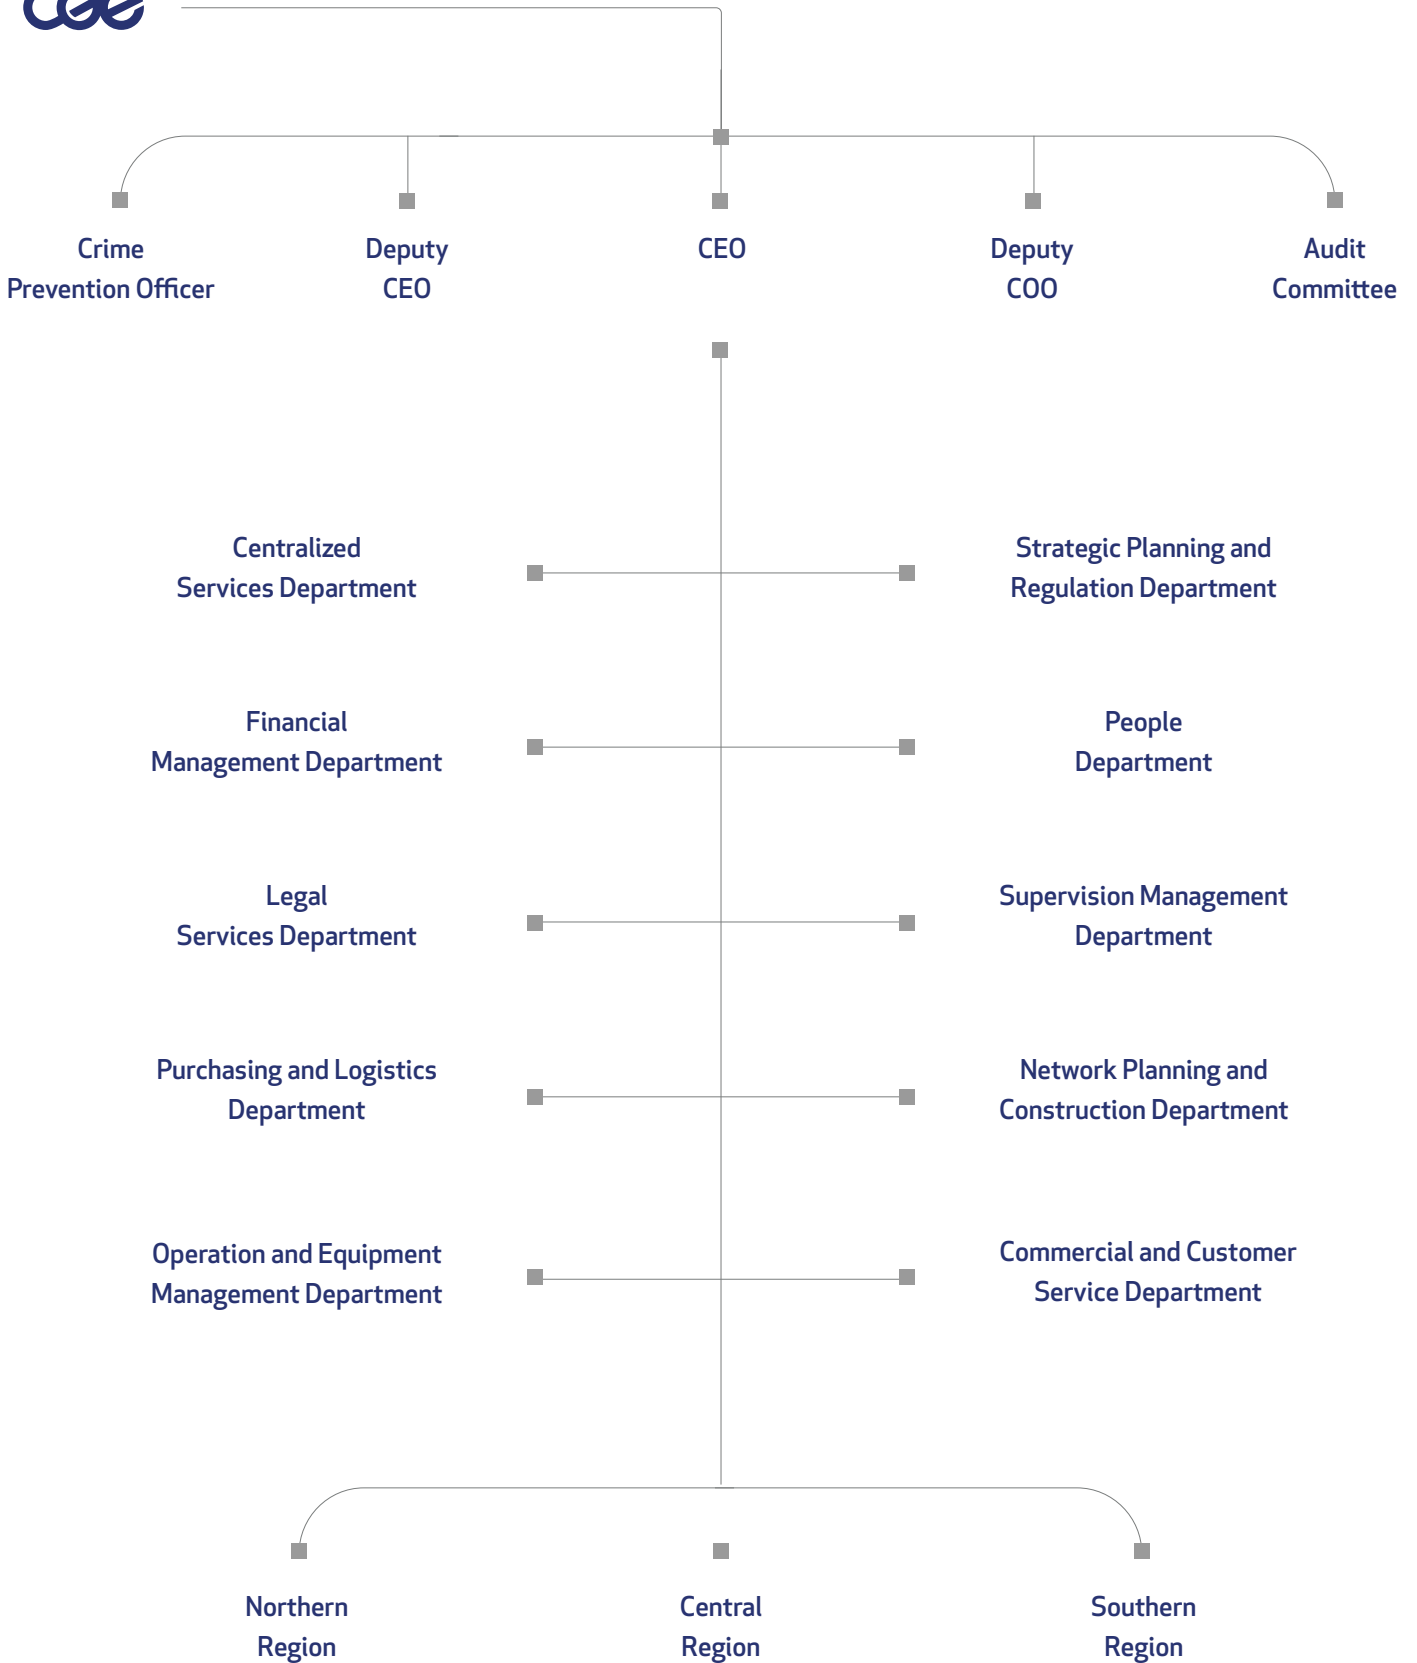 cge
Crime
Prevention Officer
Deputy
CEO
CEO
Deputy
COO
Audit
Committee
Centralized
Services Department
Strategic Planning and
Regulation Department
Financial
Management Department
People
Department
Legal
Services Department
Supervision Management
Department
Purchasing and Logistics
Department
Network Planning and
Construction Department
Operation and Equipment
Management Department
Commercial and Customer
Service Department
Northern
Region
Central
Region
Southern
Region